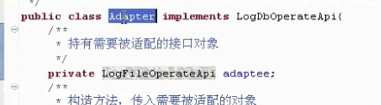 public class Adapter implements LogDbOperateApi{
/**
* 持有需要被适配的接口对象
*/
private LogFileOperateApi adaptee;
/**
* 构造方法，传入需要被适配的对象